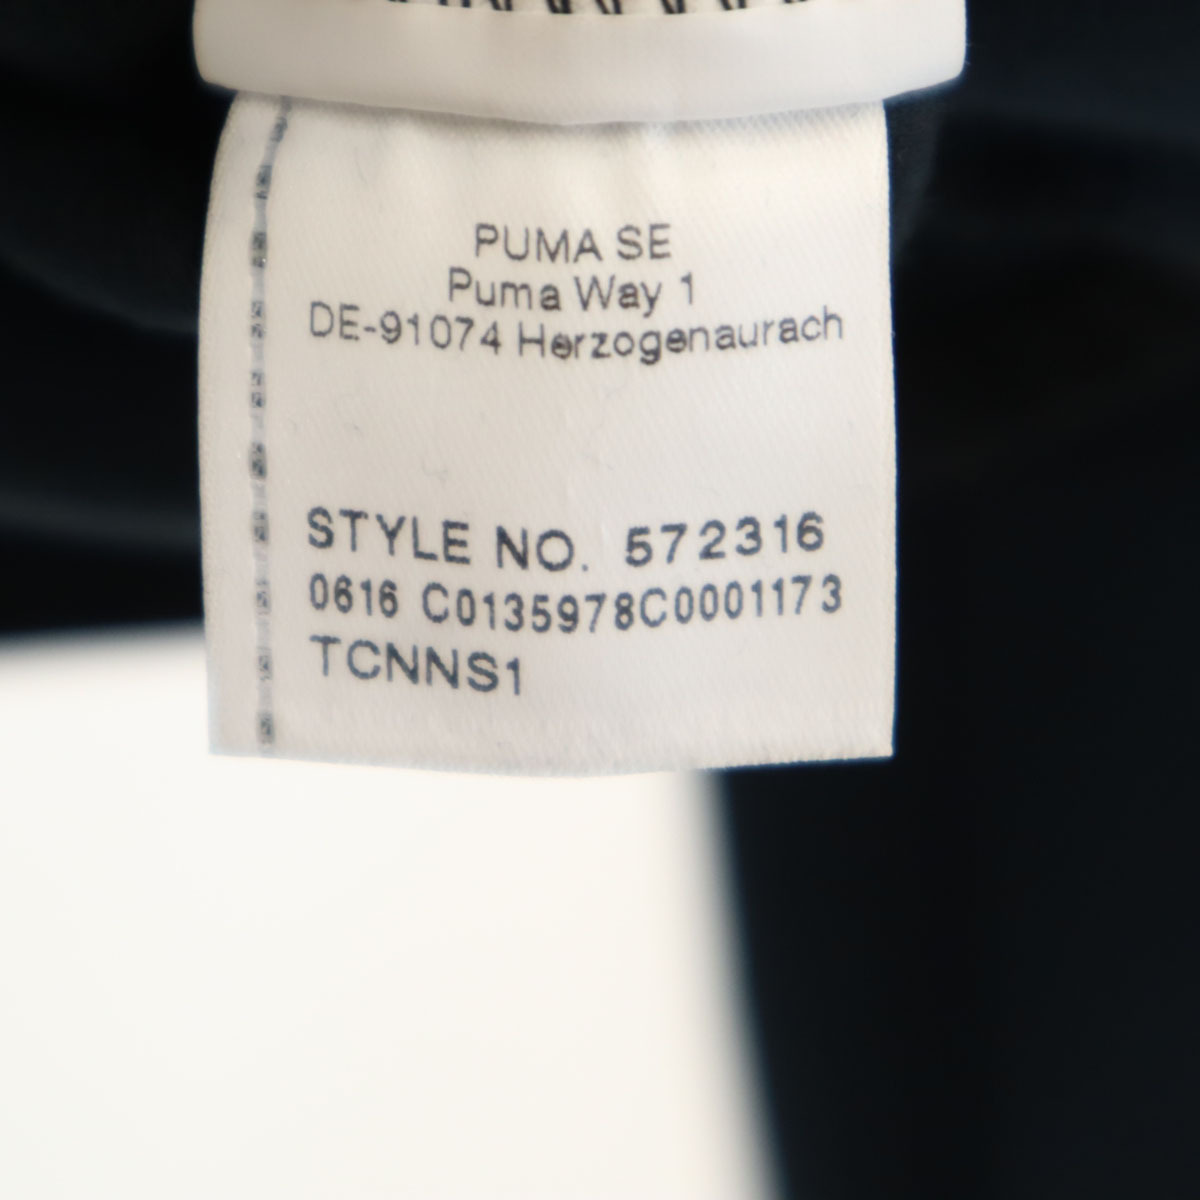 PUMA SE
Puma Way 1
DE-91074 Herzogenaurach
STYLE NO. 572316
0616 C0135978C0001173
TCNNS1